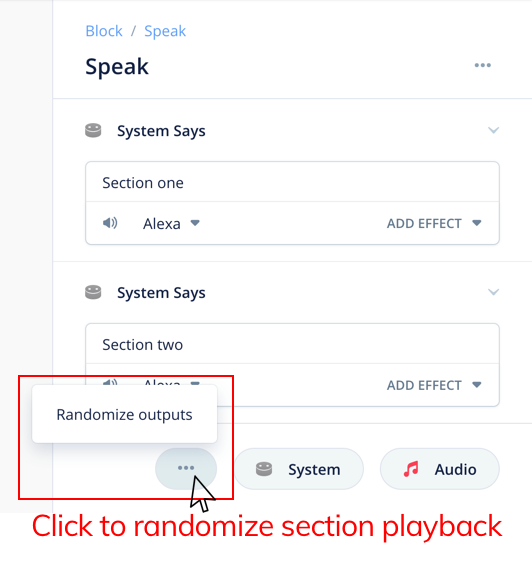 Block / Speak
Speak
System Says
Section one
Alexa
ADD EFFECT
System Says
Section two
Alexa
ADD EFFECT
Randomize outputs
System
Audio
Click to randomize section playback